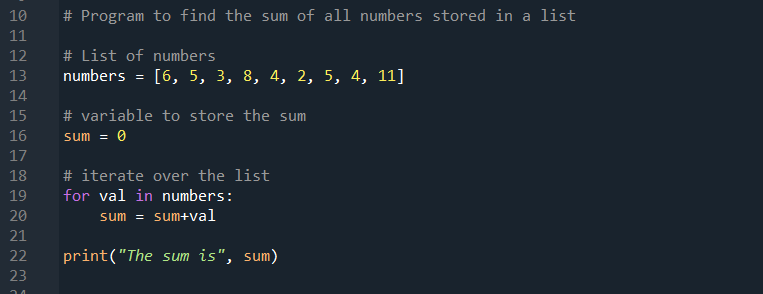 10 # Program to find the sum of all numbers stored in a list
11
12 # List of numbers
13 numbers = [6, 5, 3, 8, 4, 2, 5, 4, 11]
14
15 # variable to store the sum
16 sum = 0
17
18 # iterate over the list
19 for val in numbers:
20     sum = sum+val
21
22 print("The sum is", sum)
23